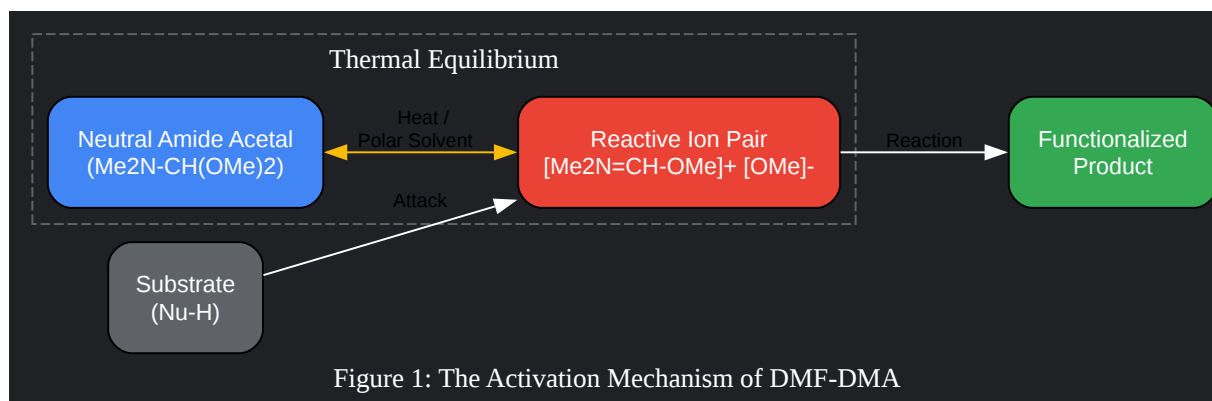 Thermal Equilibrium
Neutral Amide Acetal
(Me2N-CH(OMe)2)
Heat /
Polar Solvent
Reactive Ion Pair
[Me2N=CH-OMe]+ [OMe]-
Reaction
Functionalized
Product
Attack
Substrate
(Nu-H)
Figure 1: The Activation Mechanism of DMF-DMA